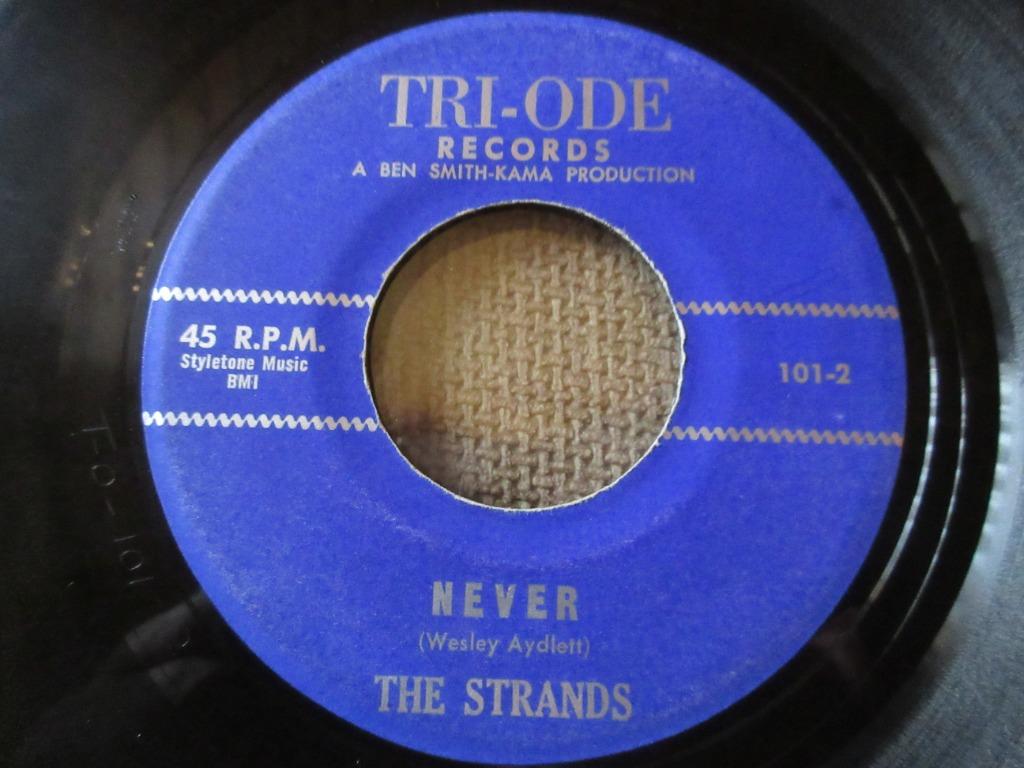 TRI-ODE
RECORDS
A BEN SMITH-KAMA PRODUCTION
45 R.P.M.
Styletone Music
BMI
101-2
NEVER
(Wesley Aydlett)
THE STRANDS